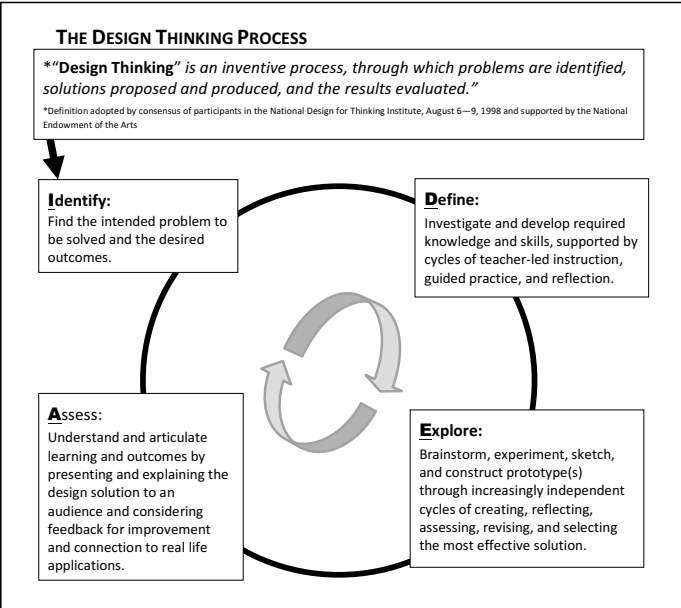 THE DESIGN THINKING PROCESS
*“Design Thinking” is an inventive process, through which problems are identified,
solutions proposed and produced, and the results evaluated.”
*Definition adopted by consensus of participants in the National Design for Thinking Institute, August 6—9, 1998 and supported by the National
Endowment of the Arts
Identify:
Find the intended problem to
be solved and the desired
outcomes.
Define:
Investigate and develop required
knowledge and skills, supported by
cycles of teacher-led instruction,
guided practice, and reflection.
Assess:
Understand and articulate
learning and outcomes by
presenting and explaining the
design solution to an
audience and considering
feedback for improvement
and connection to real life
applications.
Explore:
Brainstorm, experiment, sketch,
and construct prototype(s)
through increasingly independent
cycles of creating, reflecting,
assessing, revising, and selecting
the most effective solution.